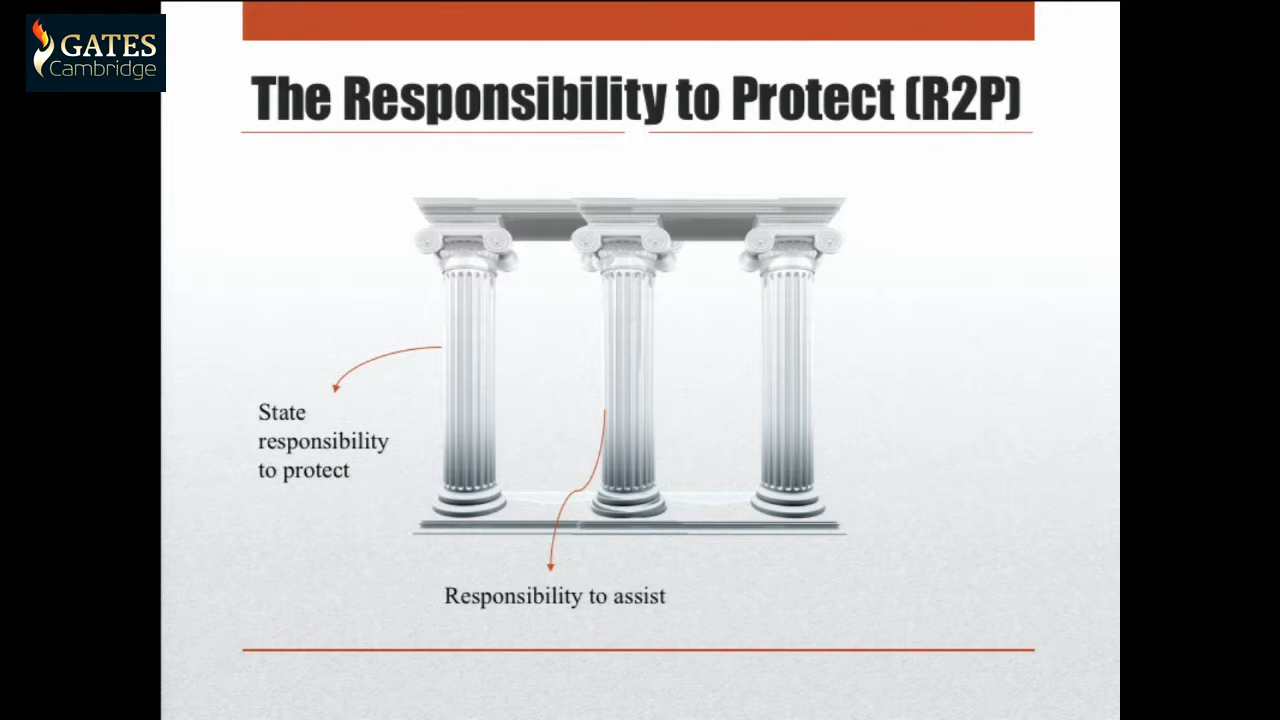 GATES
Cambridge
The Responsibility to Protect (R2P)
State
responsibility
to protect
Responsibility to assist